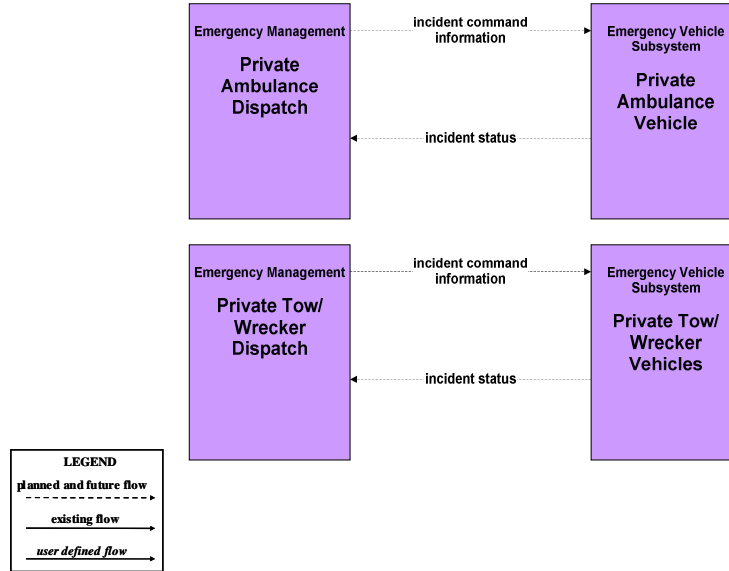 Emergency Management
Private
Ambulance
Dispatch
incident command
information
incident status
Emergency Vehicle
Subsystem
Private
Ambulance
Vehicle
Emergency Management
Private Tow/
Wrecker
Dispatch
incident command
information
incident status
Emergency Vehicle
Subsystem
Private Tow/
Wrecker
Vehicles
LEGEND
planned and future flow
existing flow
user defined flow